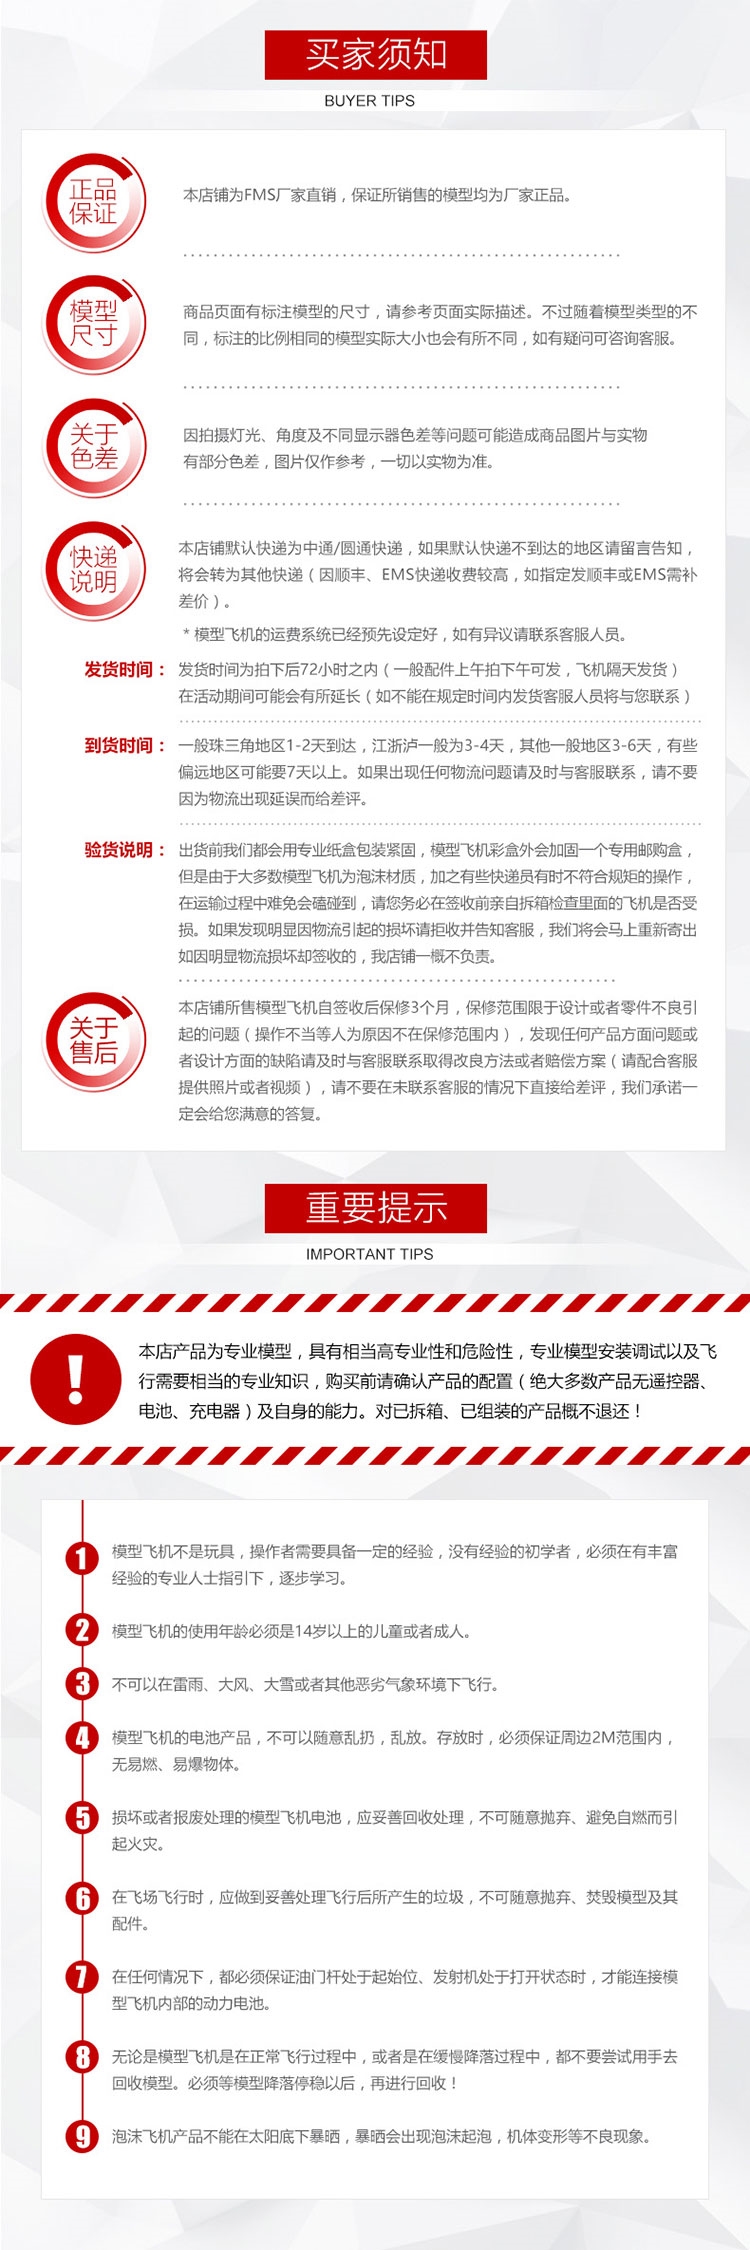 买家须知
BUYER TIPS
正品
保证
本店铺为FMS厂家直销，保证所销售的模型均为厂家正品。
模型
尺寸
商品页面有标注模型的尺寸，请参考页面实际描述。不过随着模型类型的不
同，标注的比例相同的模型实际大小也会有所不同，如有疑问可咨询客服。
关于
色差
因拍摄灯光、角度及不同显示器色差等问题可能造成商品图片与实物
有部分色差，图片仅作参考，一切以实物为准。
快递
说明
本店铺默认快递为中通/圆通快递，如果默认快递不到达的地区请留言告知，
将会转为其他快递（因顺丰、EMS快递收费较高，如指定发顺丰或EMS需补
差价）。
* 模型飞机的运费系统已经预先设定好，如有异议请联系客服人员。
发货时间： 发货时间为拍下后72小时之内（一般配件上午拍下午可发，飞机隔天发货）
在活动期间可能会有所延长（如不能在规定时间内发货客服人员将与您联系）
到货时间： 一般珠三角地区1-2天到达，江浙泸一般为3-4天，其他一般地区3-6天，有些
偏远地区可能要7天以上。如果出现任何物流问题请及时与客服联系，请不要
因为物流出现延误而给差评。
验货说明： 出货前我们都会用专业纸盒包装紧固，模型飞机彩盒外会加固一个专用邮购盒，
但是由于大多数模型飞机为泡沫材质，加之有些快递员有时不符合规矩的操作，
在运输过程中难免会磕碰到，请您务必在签收前亲自拆箱检查里面的飞机是否受
损。如果发现明显因物流引起的损坏请拒收并告知客服，我们将会马上重新寄出
如因明显物流损坏却签收的，我店铺一概不负责。
关于
售后
本店铺所售模型飞机自签收后保修3个月，保修范围限于设计或者零件不良引
起的问题（操作不当等人为原因不在保修范围内），发现任何产品方面问题或
者设计方面的缺陷请及时与客服联系取得改良方法或者赔偿方案（请配合客服
提供照片或者视频），请不要在未联系客服的情况下直接给差评，我们承诺一
定会给您满意的答复。
重要提示
IMPORTANT TIPS
!
本店产品为专业模型，具有相当高专业性和危险性，专业模型安装调试以及飞
行需要相当的专业知识，购买前请确认产品的配置（绝大多数产品无遥控器、
电池、充电器）及自身的能力。对已拆箱、已组装的产品概不退还！
1 模型飞机不是玩具，操作者需要具备一定的经验，没有经验的初学者，必须在有丰富
经验的专业人士指引下，逐步学习。
2 模型飞机的使用年龄必须是14岁以上的儿童或者成人。
3 不可以在雷雨、大风、大雪或者其他恶劣气象环境下飞行。
4 模型飞机的电池产品，不可以随意乱扔，乱放。存放时，必须保证周边2M范围内，
无易燃、易爆物体。
5 损坏或者报废处理的模型飞机电池，应妥善回收处理，不可随意抛弃、避免自燃而引
起火灾。
6 在飞场飞行时，应做到妥善处理飞行后所产生的垃圾，不可随意抛弃、焚毁模型及其
配件。
7 在任何情况下，都必须保证油门杆处于起始位、发射机处于打开状态时，才能连接模
型飞机内部的动力电池。
8 无论是模型飞机是在正常飞行过程中，或者是在缓慢降落过程中，都不要尝试用手去
回收模型。必须等模型降落停稳以后，再进行回收！
9 泡沫飞机产品不能在太阳底下暴晒，暴晒会出现泡沫起泡，机体变形等不良现象。